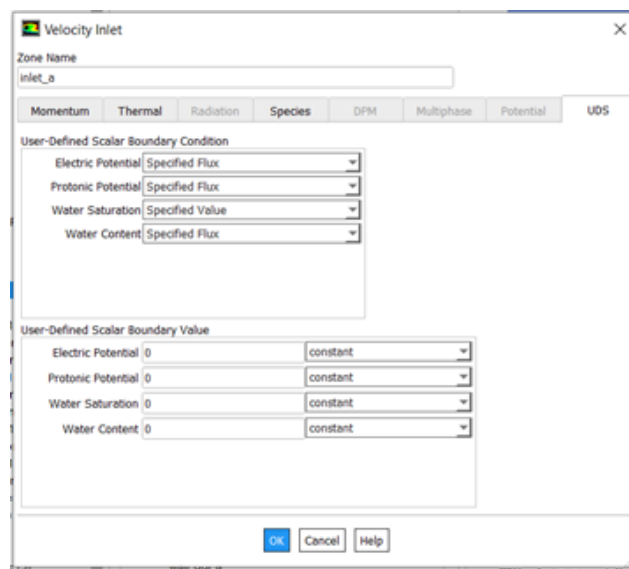 Velocity Inlet
Zone Name
inlet_a
Momentum Thermal Radiation Species DPM Multiphase Potential UDS
User-Defined Scalar Boundary Condition
Electric Potential Specified Flux
Protonic Potential Specified Flux
Water Saturation Specified Value
Water Content Specified Flux
User-Defined Scalar Boundary Value
Electric Potential 0 constant
Protonic Potential 0 constant
Water Saturation 0 constant
Water Content 0 constant
OK Cancel Help